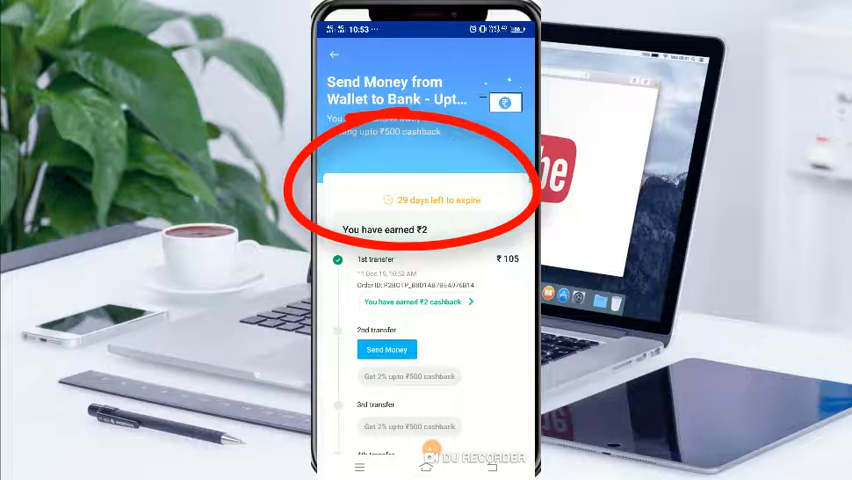 10:53
Send Money from
Wallet to Bank - Upt...
upto ₹500 cashback
29 days left to expire
You have earned ₹2
1st transfer
₹ 105
11 Dec 19, 10:52 AM
Order ID:
You have earned ₹2 cashback
2nd transfer
Send Money
Get 2% upto ₹500 cashback
3rd transfer
Get 2% upto ₹500 cashback
DU RECORDER